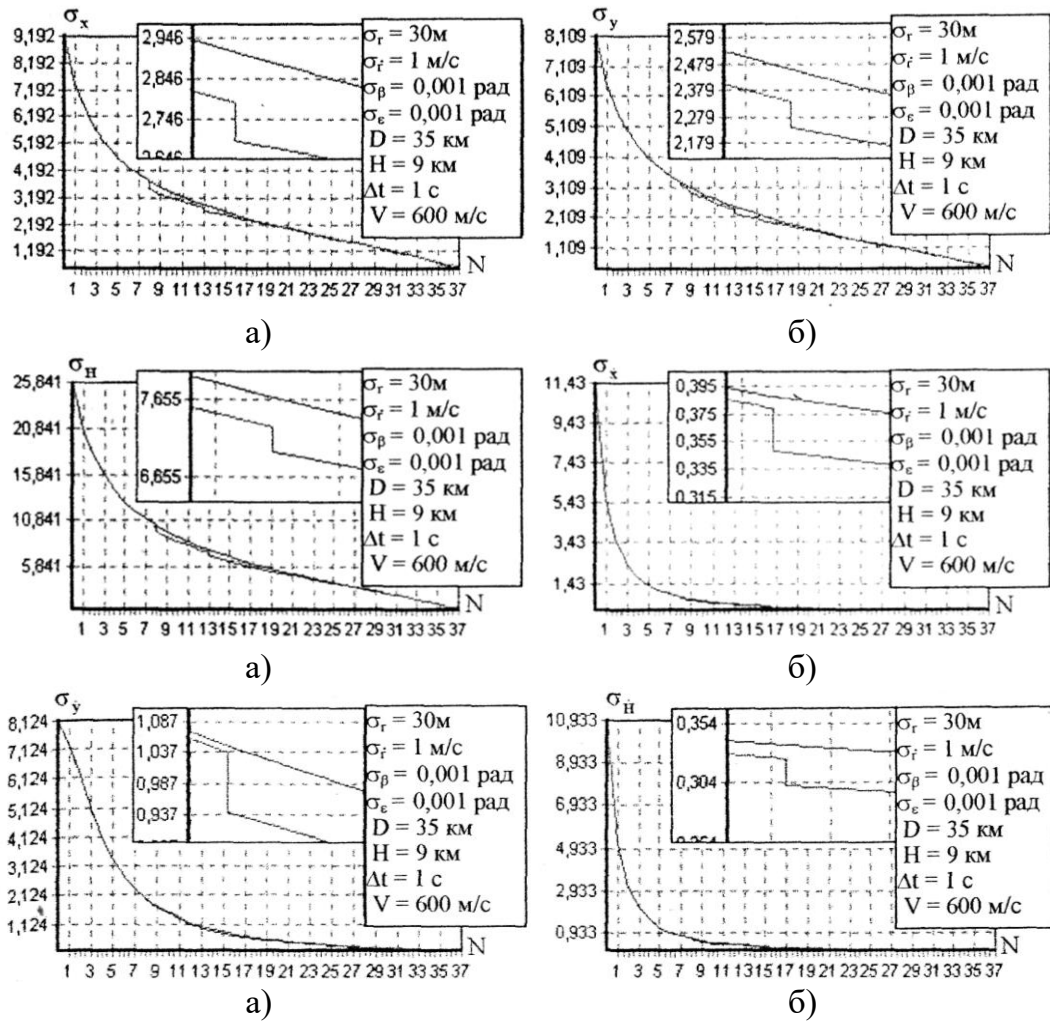 σx
9,192
8,192
7,192
6,192
5,192
4,192
3,192
2,192
1,192
2,946
2,846
2,746
2,646
σr = 30м
σṙ = 1 м/с
σβ = 0,001 рад
σε = 0,001 рад
D = 35 км
H = 9 км
Δt = 1 с
V = 600 м/с
N
1 3 5 7 9 11 13 15 17 19 21 23 25 27 29 31 33 35 37
а)
σy
8,109
7,109
6,109
5,109
4,109
3,109
2,109
1,109
2,579
2,479
2,379
2,279
2,179
σr = 30м
σṙ = 1 м/с
σβ = 0,001 рад
σε = 0,001 рад
D = 35 км
H = 9 км
Δt = 1 с
V = 600 м/с
N
1 3 5 7 9 11 13 15 17 19 21 23 25 27 29 31 33 35 37
б)
σH
25,841
20,841
15,841
10,841
5,841
7,655
6,655
σr = 30м
σṙ = 1 м/с
σβ = 0,001 рад
σε = 0,001 рад
D = 35 км
H = 9 км
Δt = 1 с
V = 600 м/с
N
1 3 5 7 9 11 13 15 17 19 21 23 25 27 29 31 33 35 37
а)
σẋ
11,43
9,43
7,43
5,43
3,43
1,43
0,395
0,375
0,355
0,335
0,315
σr = 30м
σṙ = 1 м/с
σβ = 0,001 рад
σε = 0,001 рад
D = 35 км
H = 9 км
Δt = 1 с
V = 600 м/с
N
1 3 5 7 9 11 13 15 17 19 21 23 25 27 29 31 33 35 37
б)
σẏ
8,124
7,124
6,124
5,124
4,124
3,124
2,124
1,124
1,087
1,037
0,987
0,937
σr = 30м
σṙ = 1 м/с
σβ = 0,001 рад
σε = 0,001 рад
D = 35 км
H = 9 км
Δt = 1 с
V = 600 м/с
N
1 3 5 7 9 11 13 15 17 19 21 23 25 27 29 31 33 35 37
а)
σḢ
10,933
8,933
6,933
4,933
2,933
0,933
0,354
0,304
σr = 30м
σṙ = 1 м/с
σβ = 0,001 рад
σε = 0,001 рад
D = 35 км
H = 9 км
Δt = 1 с
V = 600 м/с
N
1 3 5 7 9 11 13 15 17 19 21 23 25 27 29 31 33 35 37
б)